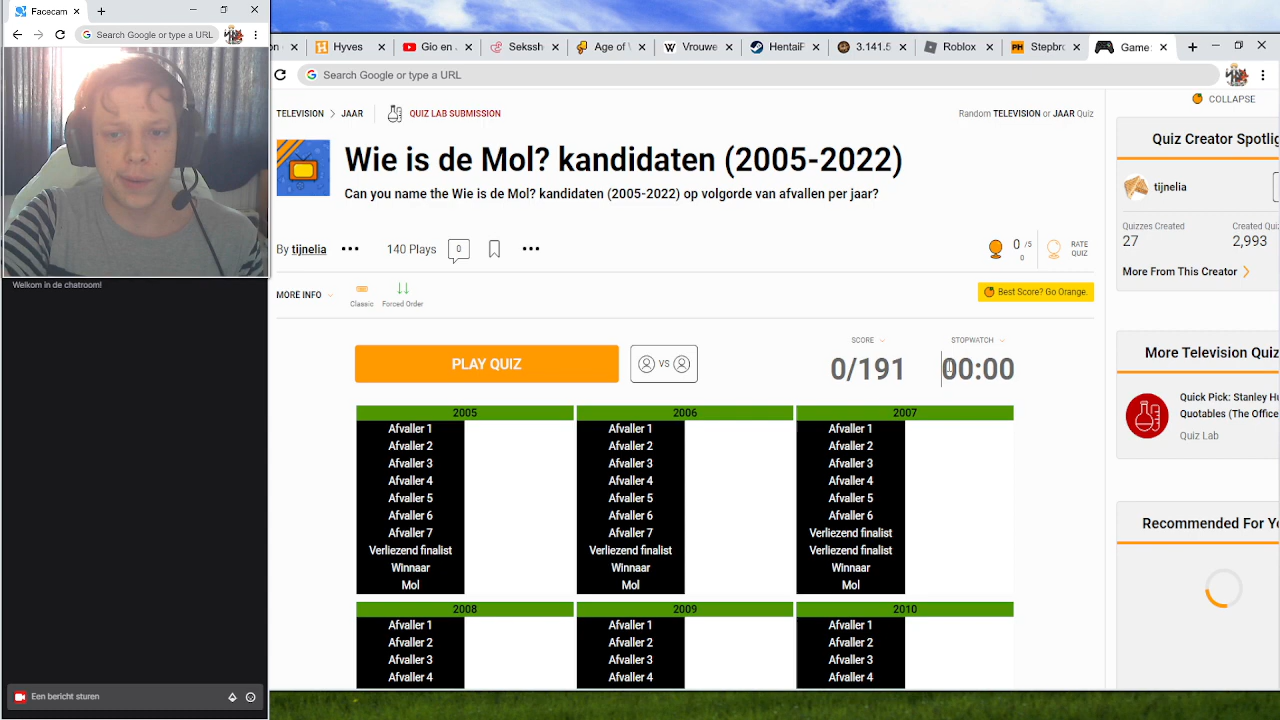 Facecam
Search Google or type a URL
Hyves
Gio en
Sekssh
Age of
Vrouwe
HentaiF
3.141.5
Roblox
Stepbro
Game
Search Google or type a URL
Welkom in de chatroom!
Een bericht sturen
TELEVISION > JAAR
QUIZ LAB SUBMISSION
Random TELEVISION or JAAR Quiz
Wie is de Mol? kandidaten (2005-2022)
Can you name the Wie is de Mol? kandidaten (2005-2022) op volgorde van afvallen per jaar?
By tijnelia
140 Plays
0
0 /5
0
RATE QUIZ
MORE INFO
Classic
Forced Order
Best Score? Go Orange.
PLAY QUIZ
VS
SCORE
0/191
STOPWATCH
00:00
2005
Afvaller 1
Afvaller 2
Afvaller 3
Afvaller 4
Afvaller 5
Afvaller 6
Afvaller 7
Verliezend finalist
Winnaar
Mol
2006
Afvaller 1
Afvaller 2
Afvaller 3
Afvaller 4
Afvaller 5
Afvaller 6
Afvaller 7
Verliezend finalist
Winnaar
Mol
2007
Afvaller 1
Afvaller 2
Afvaller 3
Afvaller 4
Afvaller 5
Afvaller 6
Verliezend finalist
Verliezend finalist
Winnaar
Mol
2008
Afvaller 1
Afvaller 2
Afvaller 3
Afvaller 4
2009
Afvaller 1
Afvaller 2
Afvaller 3
Afvaller 4
2010
Afvaller 1
Afvaller 2
Afvaller 3
Afvaller 4
COLLAPSE
Quiz Creator Spotlig
tijnelia
Quizzes Created
27
Created Qui
2,993
More From This Creator
More Television Quiz
Quick Pick: Stanley Hu
Quotables (The Office
Quiz Lab
Recommended For Yo